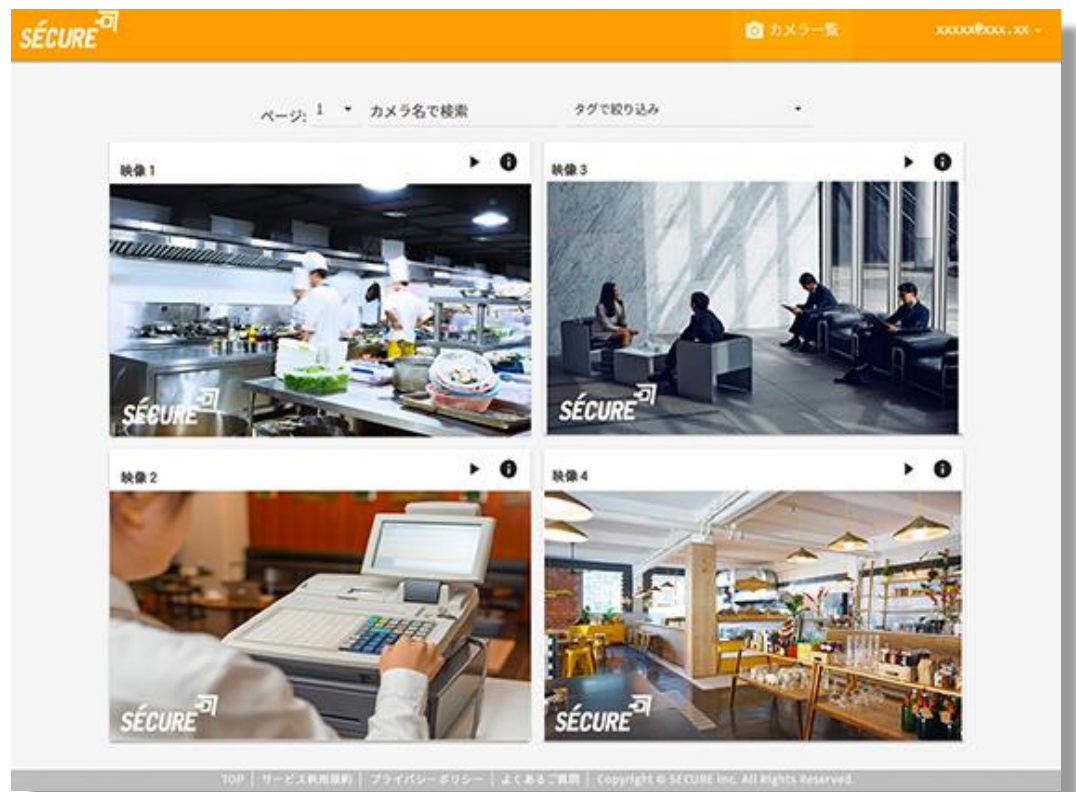 SÉCURE
カメラ一覧
xxxxx@xxx.xx
ページ: 1
カメラ名で検索
タグで絞り込み
映像 1
SÉCURE
映像 3
SÉCURE
映像 2
SÉCURE
映像 4
SÉCURE
TOP | サービス利用規約 | プライバシーポリシー | よくあるご質問 | Copyright © SECURE Inc. All Rights Reserved.